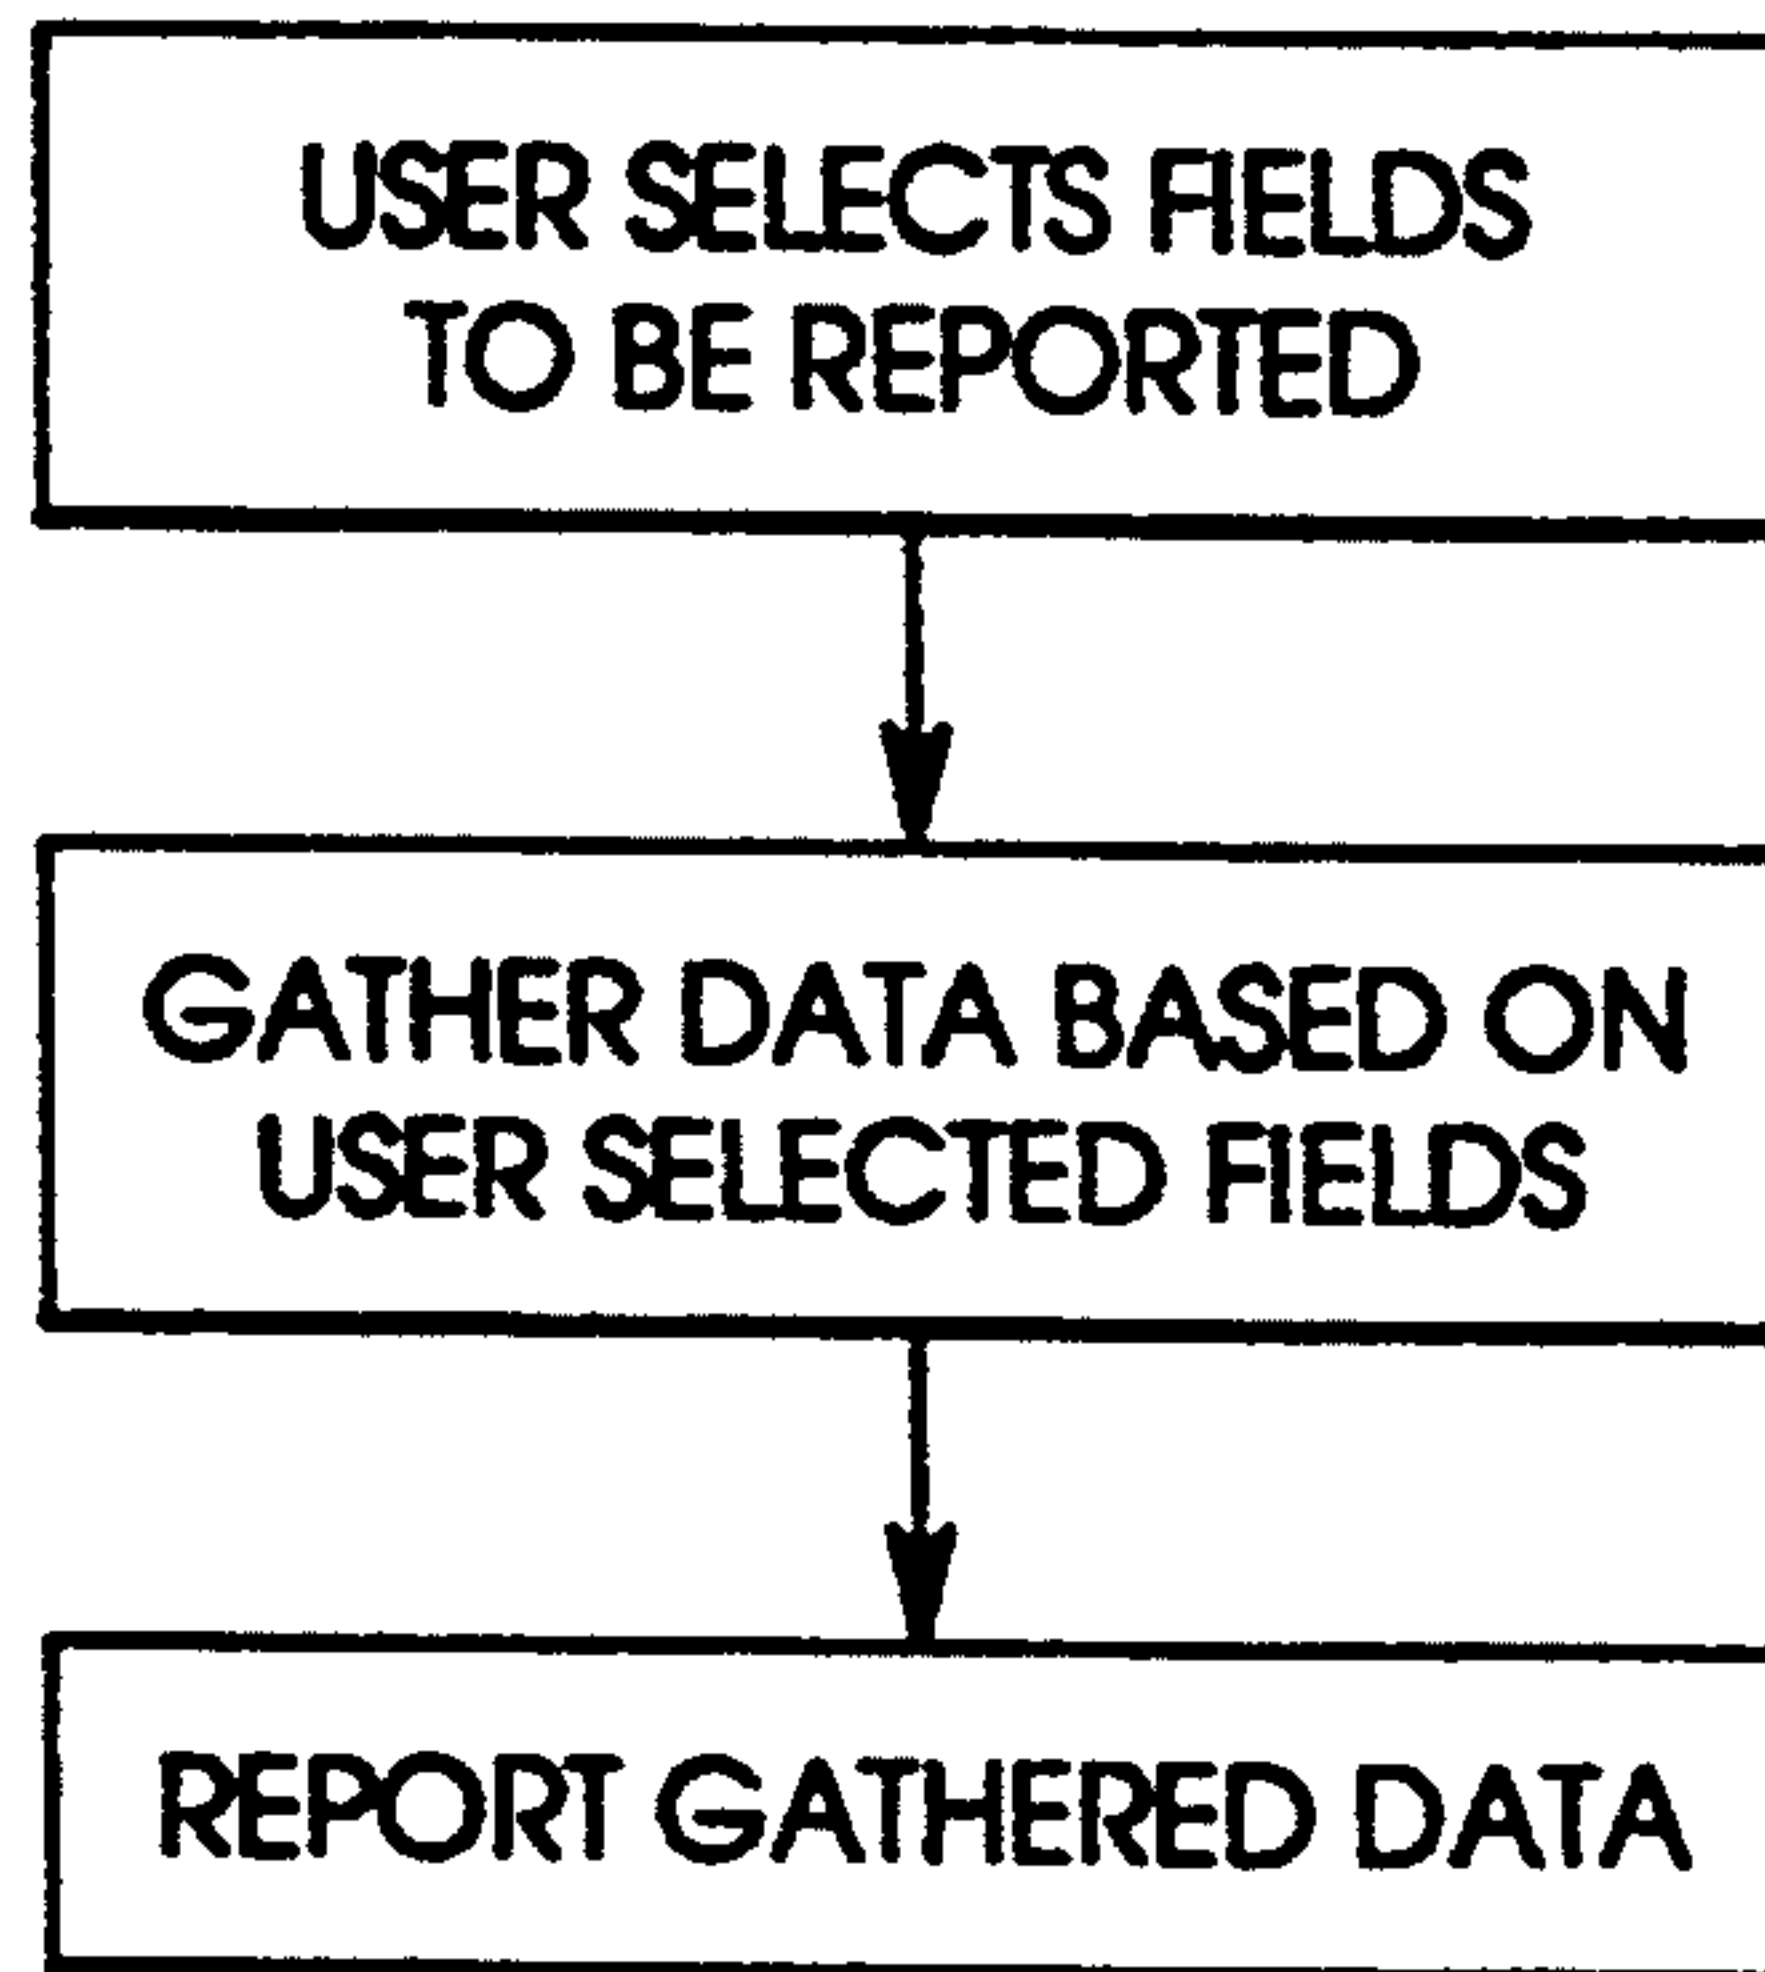 USER SELECTS FIELDS
TO BE REPORTED
GATHER DATA BASED ON
USER SELECTED FIELDS
REPORT GATHERED DATA